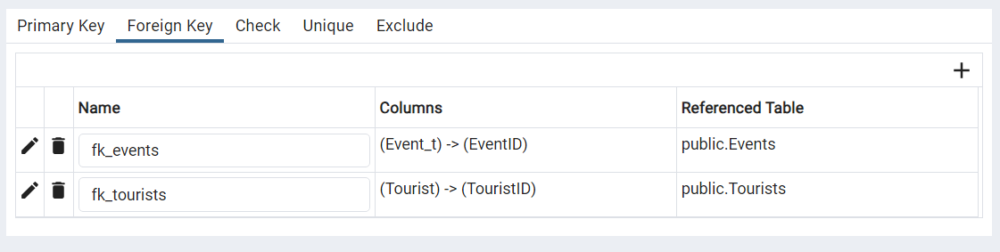 Primary Key Foreign Key Check Unique Exclude
Name Columns Referenced Table
fk_events (Event_t) -> (EventID) public.Events
fk_tourists (Tourist) -> (TouristID) public.Tourists